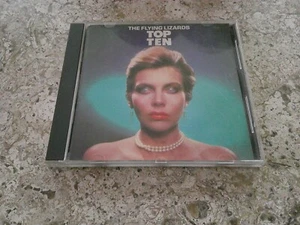 THE FLYING LIZARDS
TOP
TEN